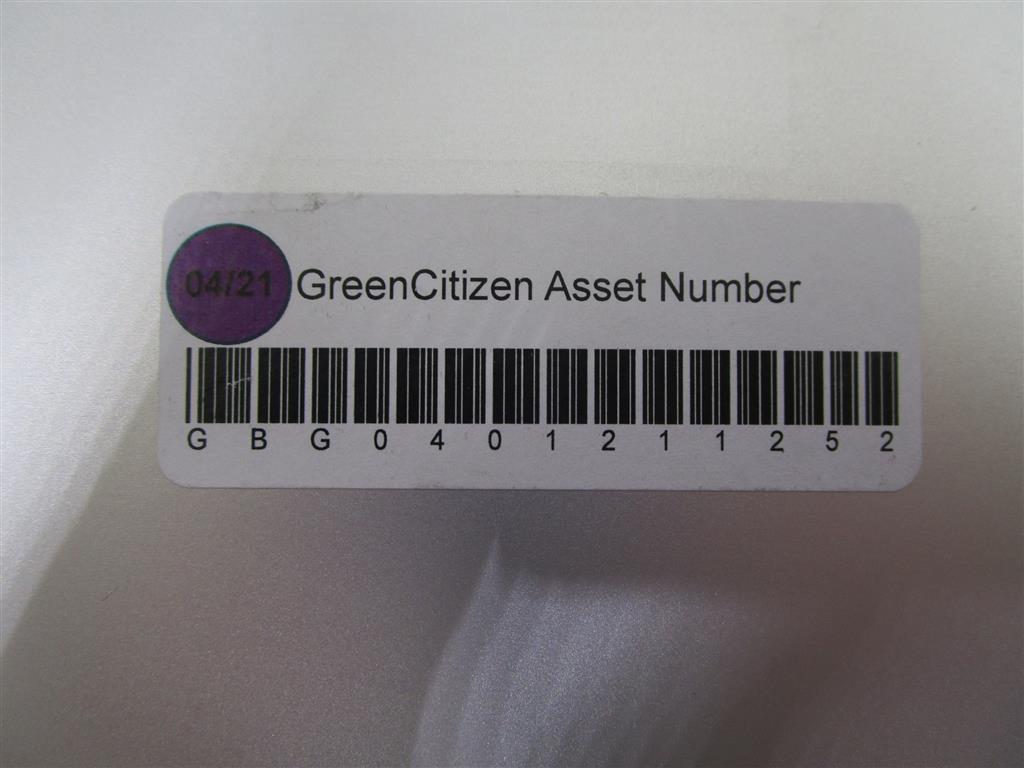 04/21 GreenCitizen Asset Number
G B G 0 4 0 1 2 1 1 2 5 2